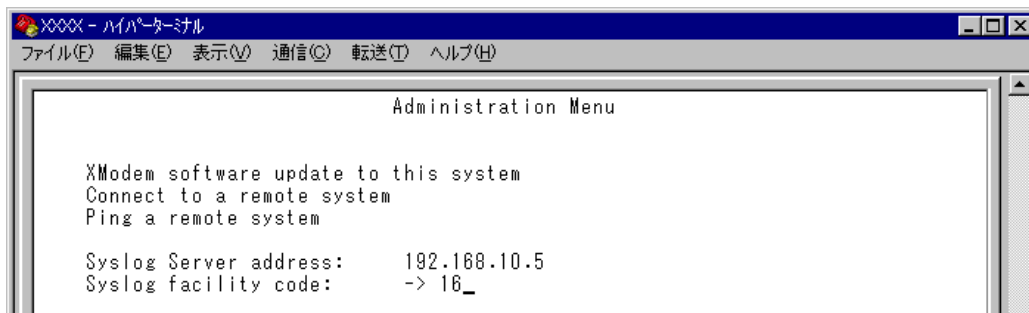 XXXX - ﾊｲﾊﾟｰﾀｰﾐﾅﾙ
ファイル(F) 編集(E) 表示(V) 通信(C) 転送(T) ヘルプ(H)
Administration Menu
XModem software update to this system
Connect to a remote system
Ping a remote system
Syslog Server address: 192.168.10.5
Syslog facility code: -> 16_